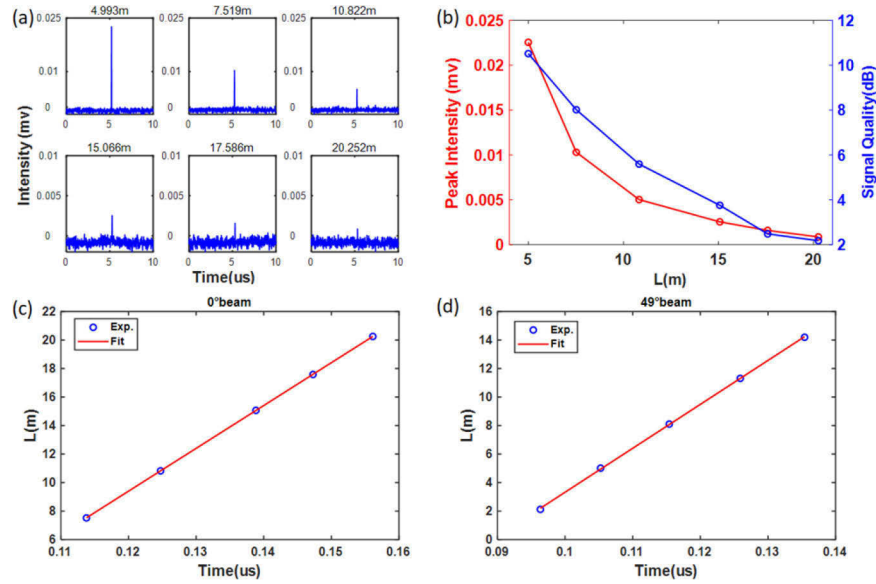 (a)
4.993m
7.519m
10.822m
0.025
0.025
0.025
0.01
0.01
0.01
0
0
0
0 5 10
0 5 10
0 5 10
15.066m
17.586m
20.252m
0.01
0.01
0.01
0.005
0.005
0.005
0
0
0
0 5 10
0 5 10
0 5 10
Intensity (mv)
Time(us)
(b)
0.025
0.02
0.015
0.01
0.005
0
Peak Intensity (mv)
12
10
8
6
4
2
Signal Quality(dB)
5 10 15 20
L(m)
(c)
0°beam
Exp.
Fit
22
20
18
16
14
12
10
8
6
L(m)
0.11 0.12 0.13 0.14 0.15 0.16
Time(us)
(d)
49°beam
Exp.
Fit
16
14
12
10
8
6
4
2
0
L(m)
0.09 0.1 0.11 0.12 0.13 0.14
Time(us)